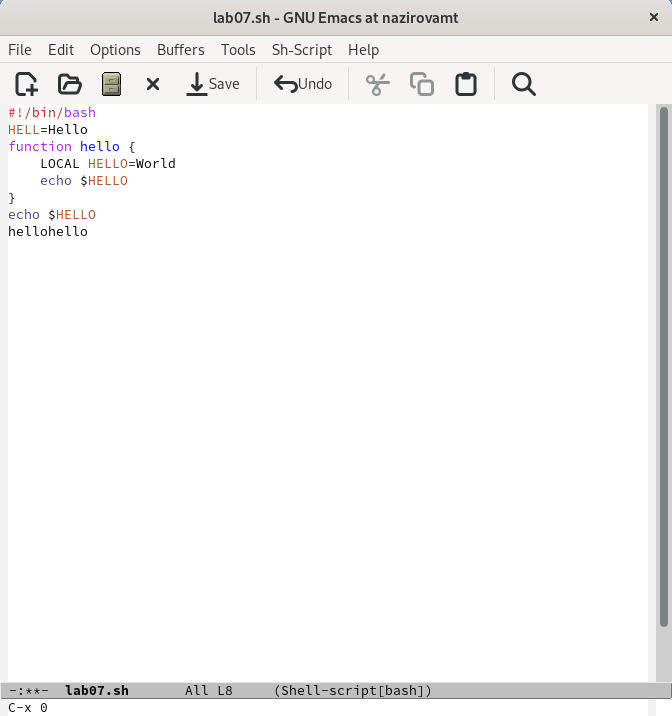 lab07.sh - GNU Emacs at nazirovamt
File Edit Options Buffers Tools Sh-Script Help
Save Undo
#!/bin/bash
HELL=Hello
function hello {
    LOCAL HELLO=World
    echo $HELLO
}
echo $HELLO
hellohello
-:**- lab07.sh All L8 (Shell-script[bash])
C-x 0